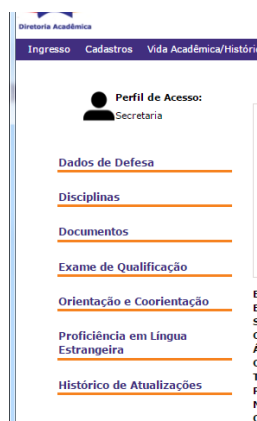 Diretoria Acadêmica
Ingresso Cadastros Vida Acadêmica/Históri
Perfil de Acesso:
Secretaria
Dados de Defesa
Disciplinas
Documentos
Exame de Qualificação
Orientação e Coorientação
Proficiência em Língua
Estrangeira
Histórico de Atualizações